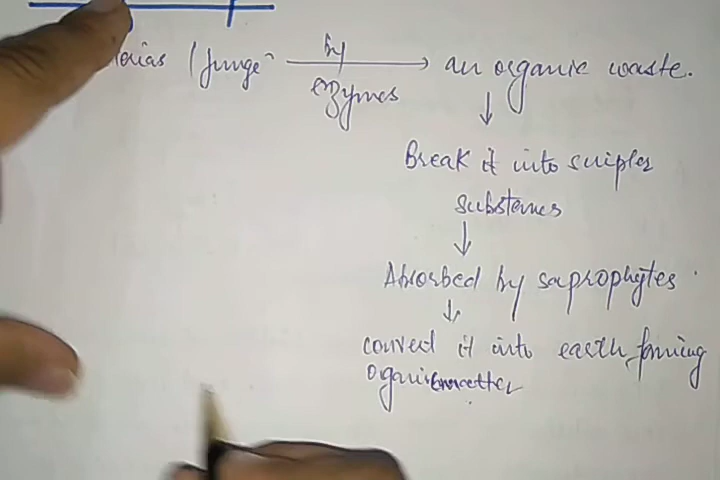 /fungi by enzymes → an organic waste.
↓
Break it into simpler
substances
↓
Absorbed by saprophytes
↓
convert it into earth forming
organic matter